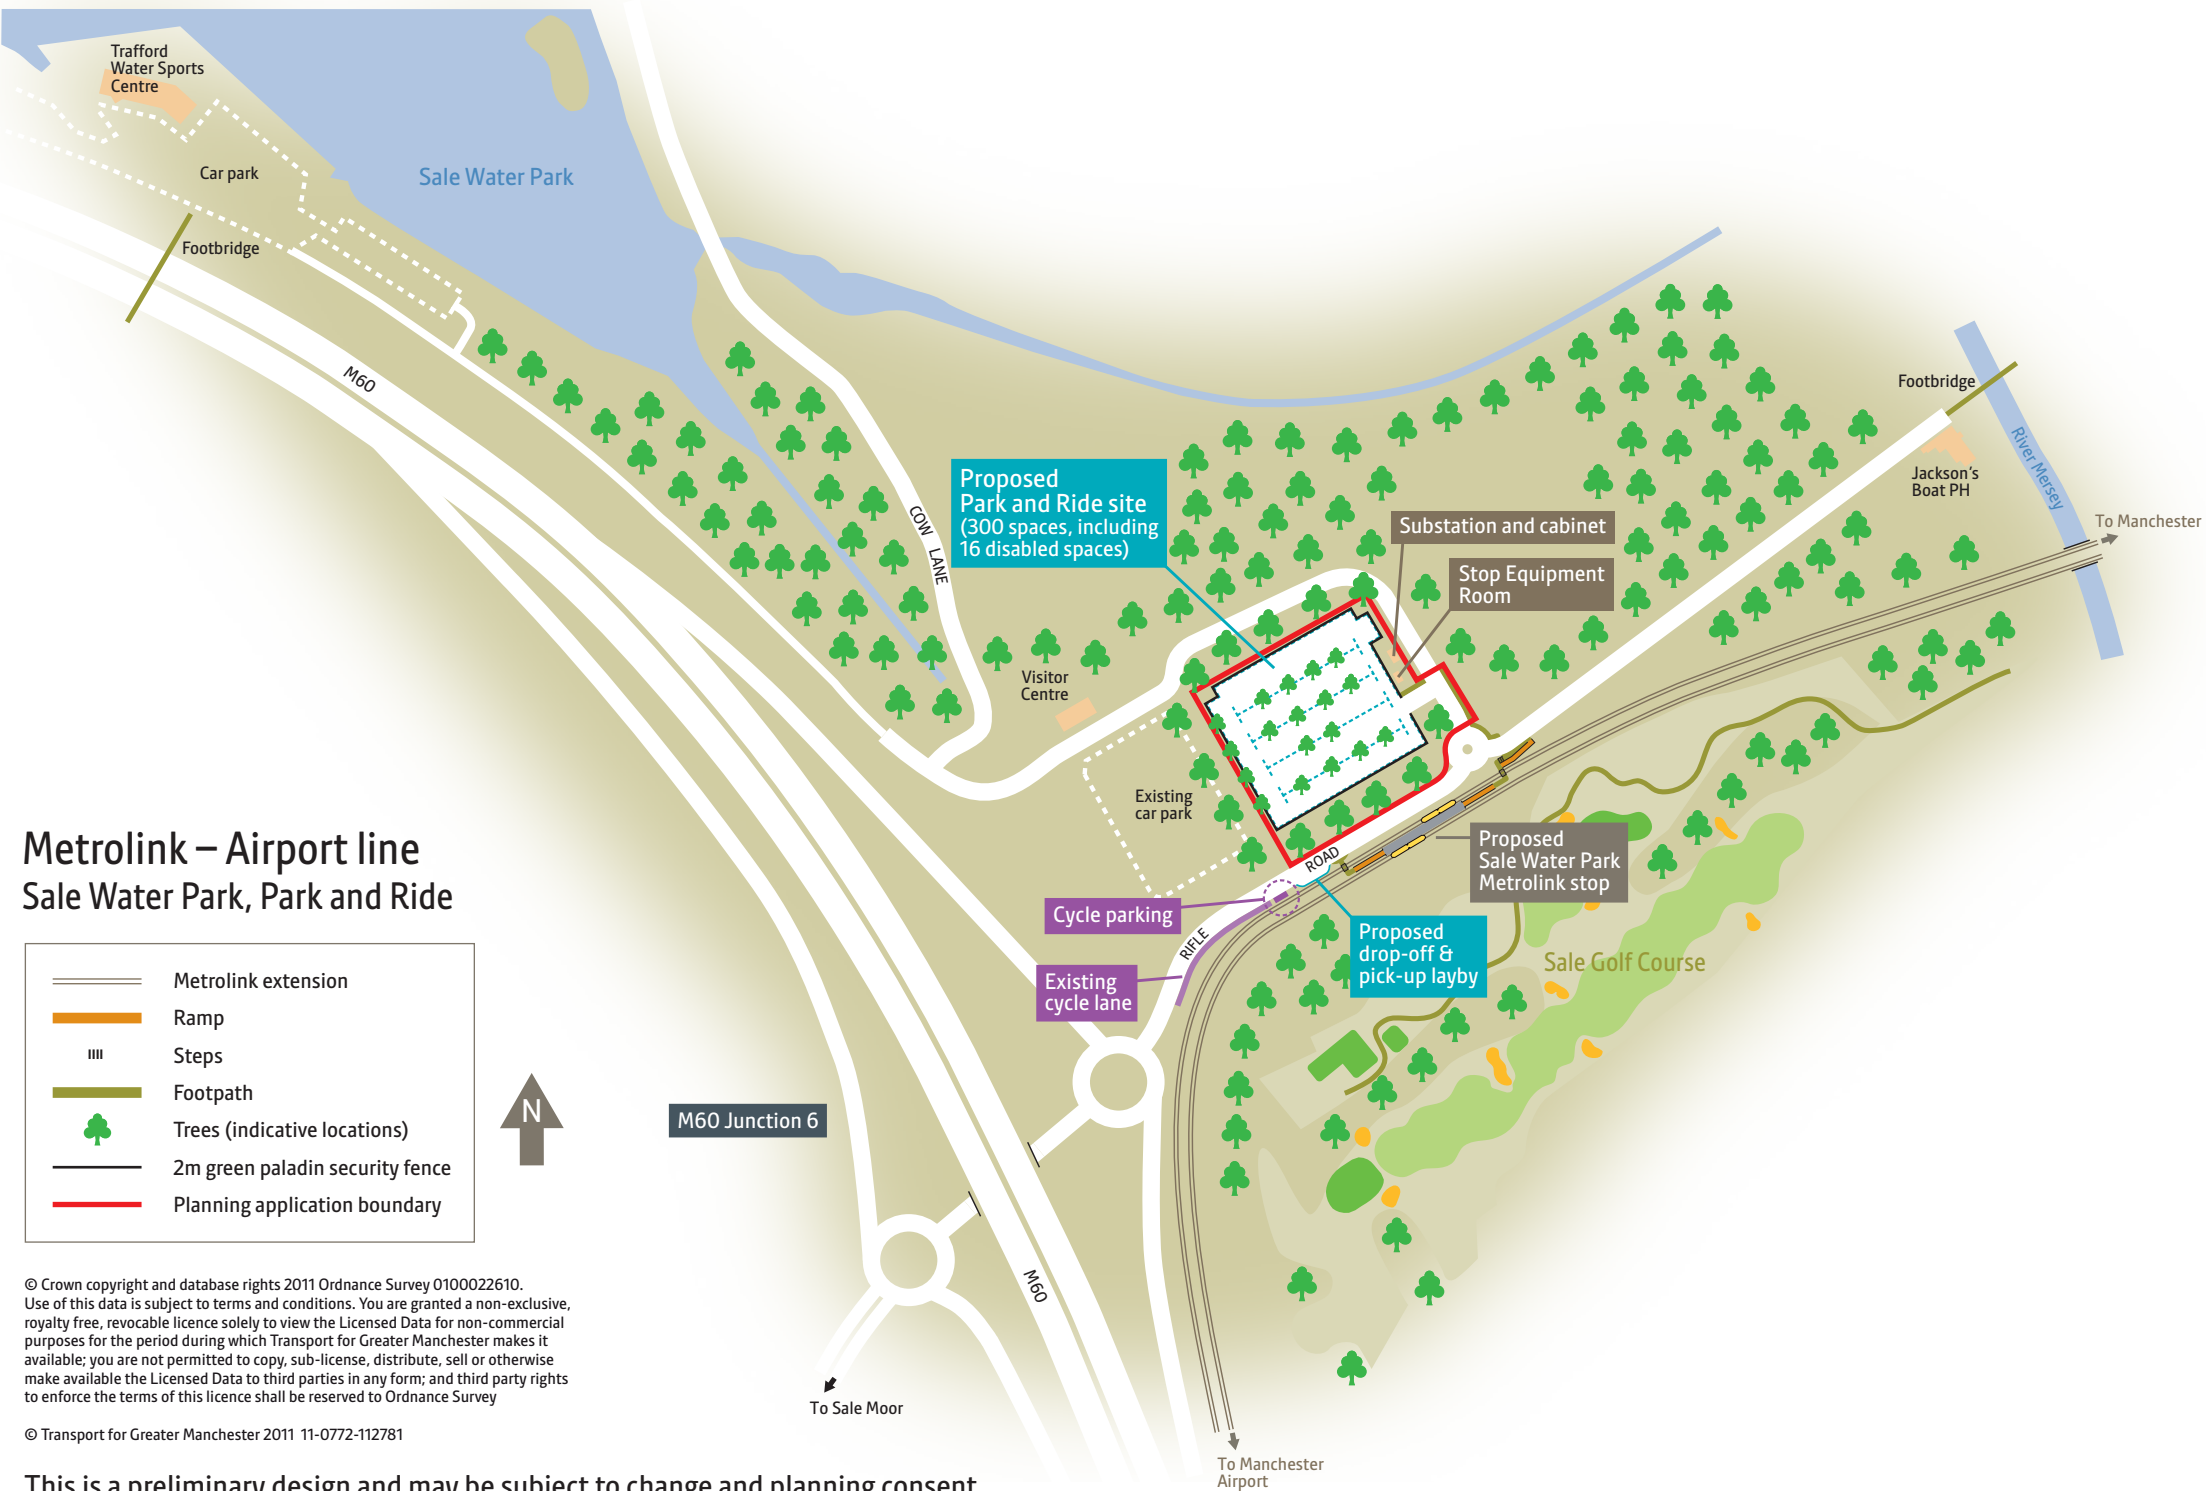 Trafford
Water Sports
Centre
Car park
Sale Water Park
Footbridge
M60
COW LANE
Proposed
Park and Ride site
(300 spaces, including
16 disabled spaces)
Substation and cabinet
Stop Equipment
Room
Footbridge
River Mersey
Jackson's
Boat PH
To Manchester
Visitor
Centre
Existing
car park
Proposed
Sale Water Park
Metrolink stop
ROAD
RIFLE
Cycle parking
Existing
cycle lane
Proposed
drop-off &
pick-up layby
Sale Golf Course
Metrolink – Airport line
Sale Water Park, Park and Ride
Metrolink extension
Ramp
Steps
Footpath
Trees (indicative locations)
2m green paladin security fence
Planning application boundary
N
M60 Junction 6
M60
To Sale Moor
To Manchester
Airport
© Crown copyright and database rights 2011 Ordnance Survey 0100022610.
Use of this data is subject to terms and conditions. You are granted a non-exclusive,
royalty free, revocable licence solely to view the Licensed Data for non-commercial
purposes for the period during which Transport for Greater Manchester makes it
available; you are not permitted to copy, sub-license, distribute, sell or otherwise
make available the Licensed Data to third parties in any form; and third party rights
to enforce the terms of this licence shall be reserved to Ordnance Survey
© Transport for Greater Manchester 2011 11-0772-112781
This is a preliminary design and may be subject to change and planning consent